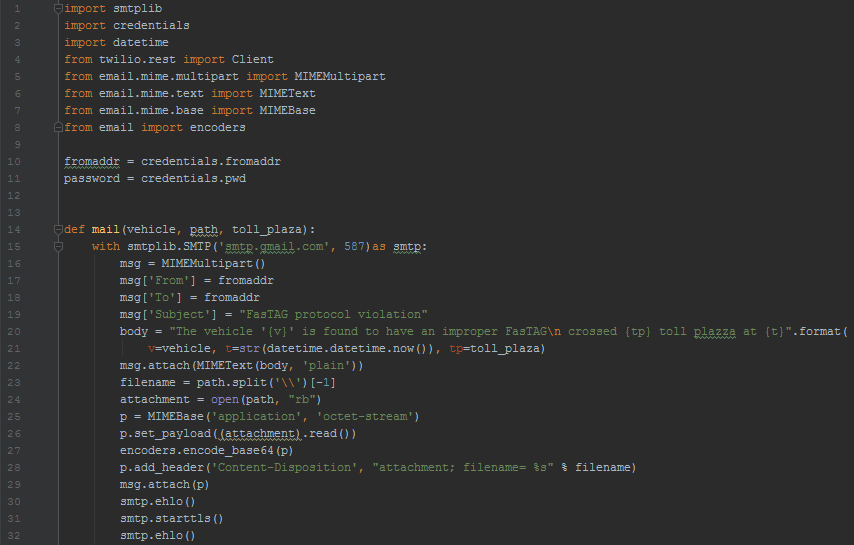 1 import smtplib
2 import credentials
3 import datetime
4 from twilio.rest import Client
5 from email.mime.multipart import MIMEMultipart
6 from email.mime.text import MIMEText
7 from email.mime.base import MIMEBase
8 from email import encoders
9
10 fromaddr = credentials.fromaddr
11 password = credentials.pwd
12
13
14 def mail(vehicle, path, toll_plaza):
15     with smtplib.SMTP('smtp.gmail.com', 587)as smtp:
16         msg = MIMEMultipart()
17         msg['From'] = fromaddr
18         msg['To'] = fromaddr
19         msg['Subject'] = "FasTAG protocol violation"
20         body = "The vehicle '{v}' is found to have an improper FasTAG\n crossed {tp} toll plazza at {t}".format(
21             v=vehicle, t=str(datetime.datetime.now()), tp=toll_plaza)
22         msg.attach(MIMEText(body, 'plain'))
23         filename = path.split('\\')[-1]
24         attachment = open(path, "rb")
25         p = MIMEBase('application', 'octet-stream')
26         p.set_payload((attachment).read())
27         encoders.encode_base64(p)
28         p.add_header('Content-Disposition', "attachment; filename= %s" % filename)
29         msg.attach(p)
30         smtp.ehlo()
31         smtp.starttls()
32         smtp.ehlo()